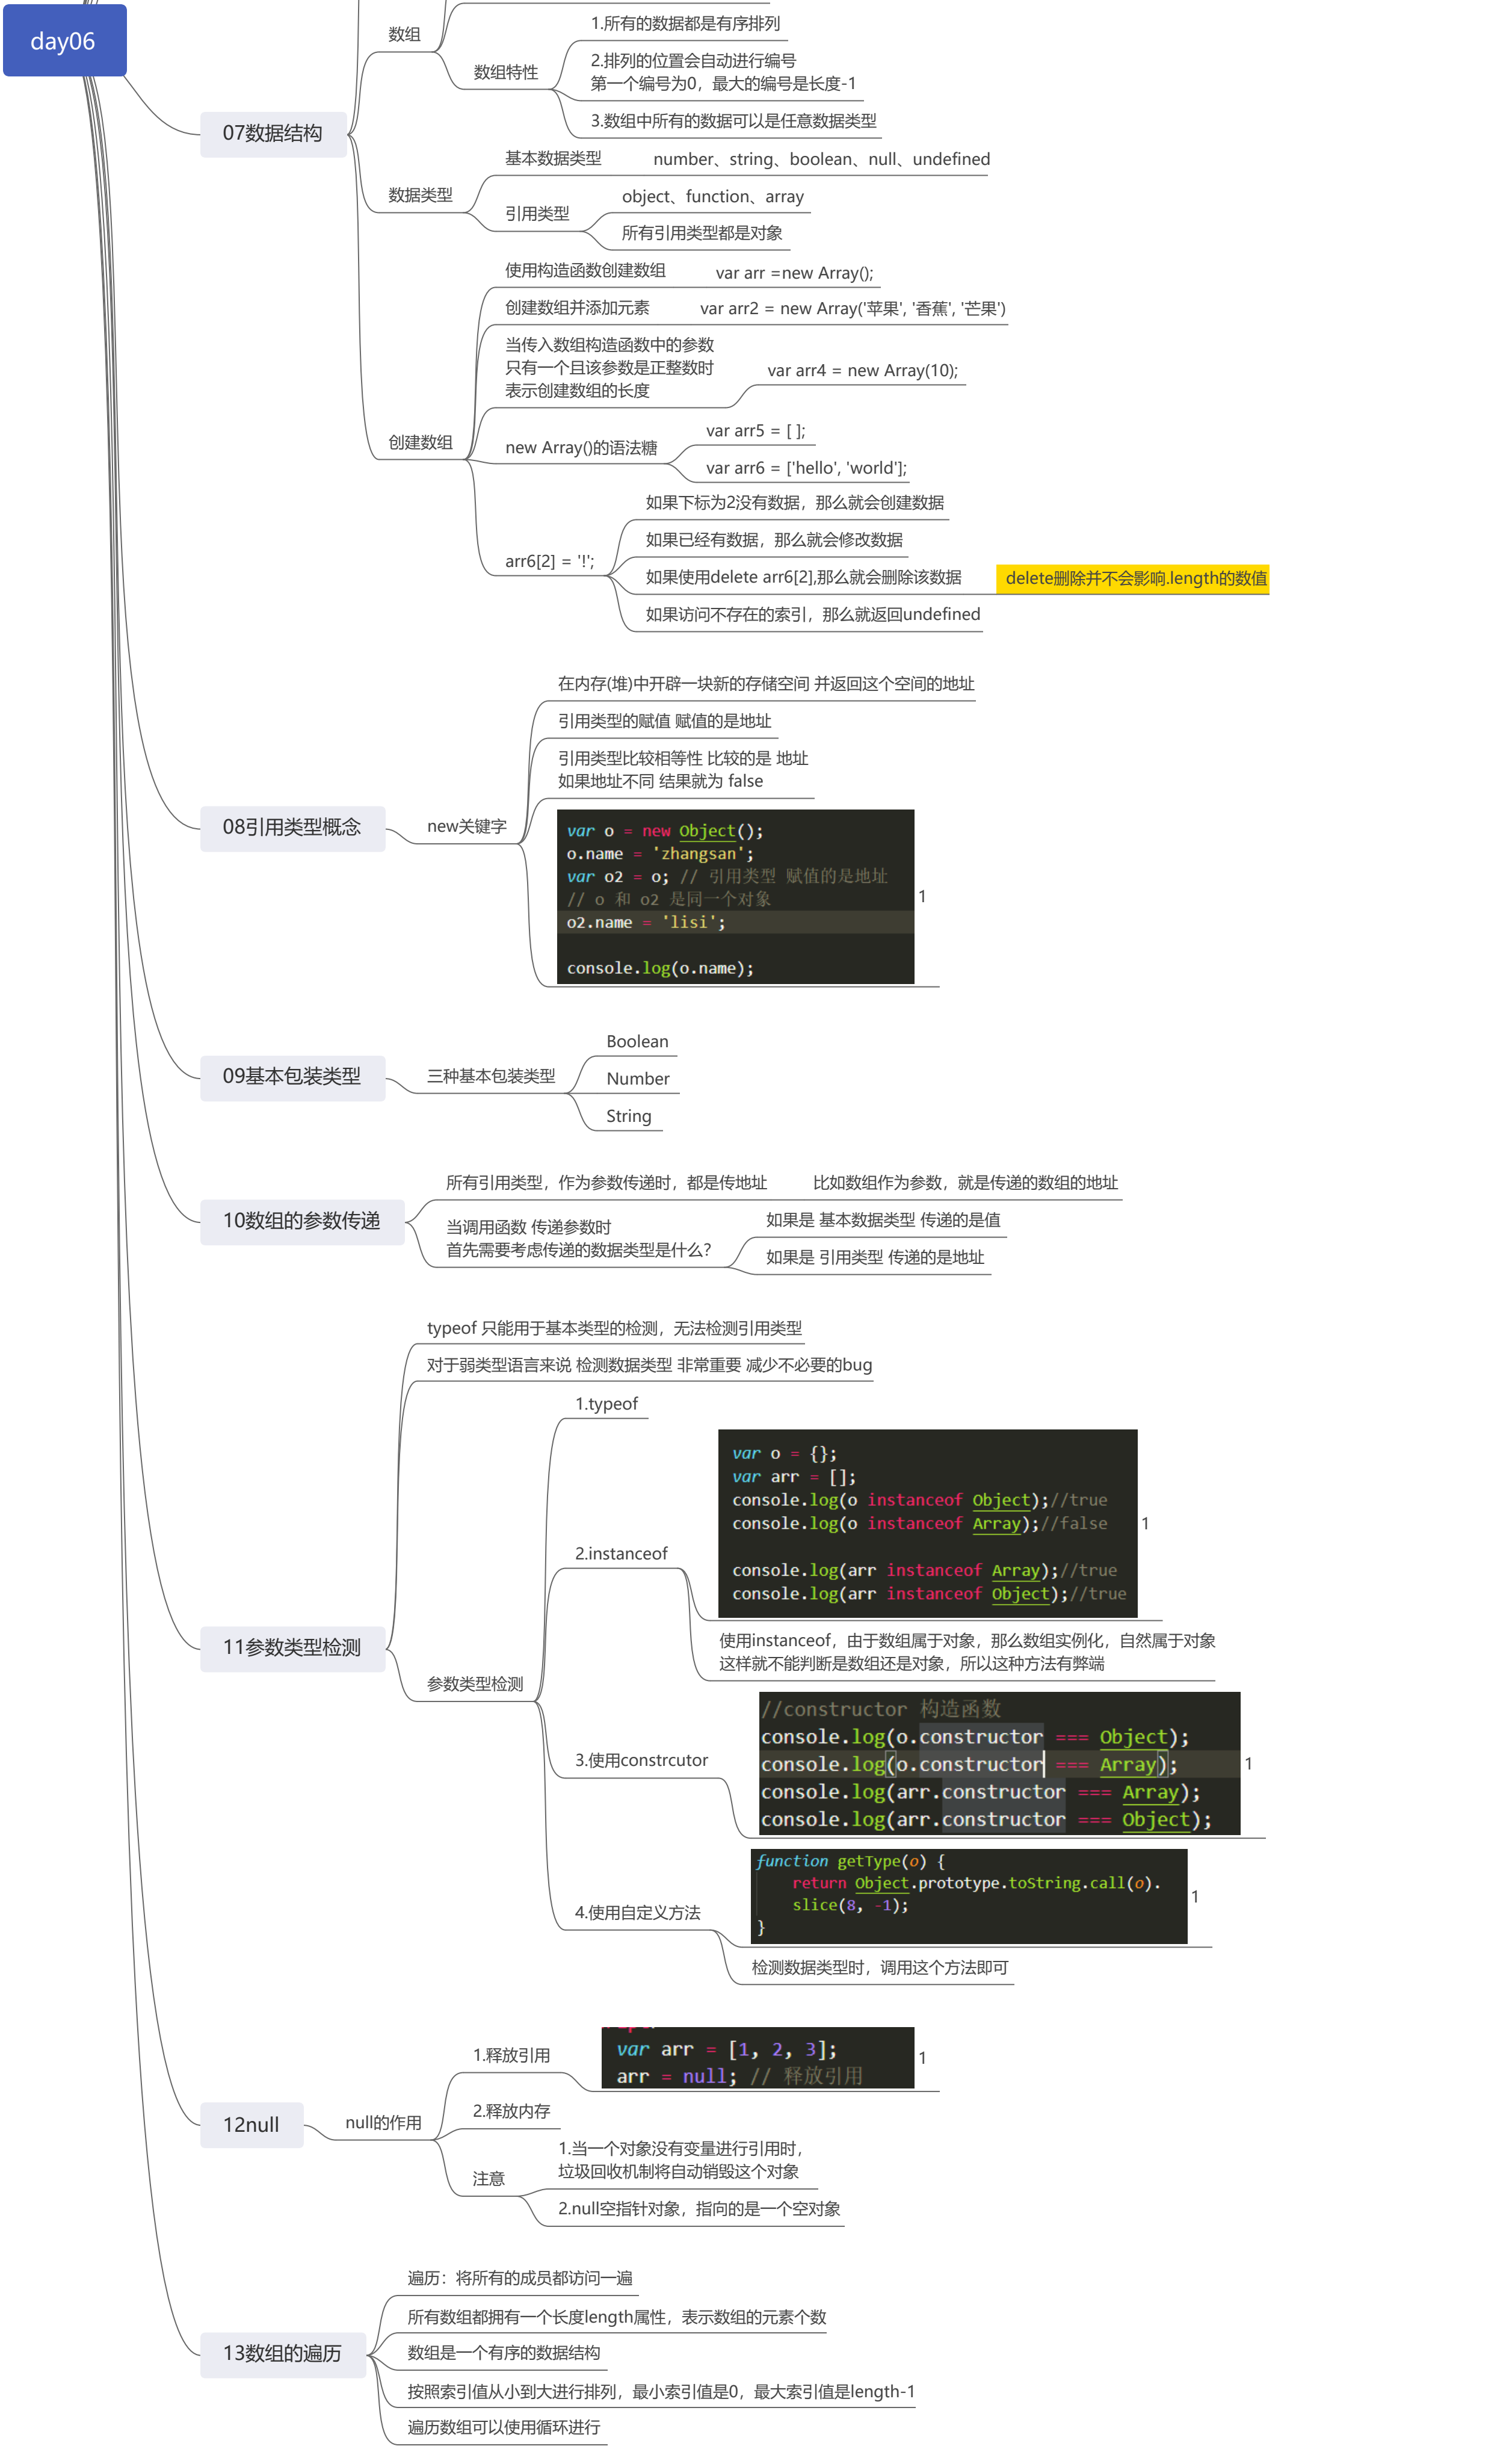 day06
07数据结构
数组
数组特性
1.所有的数据都是有序排列
2.排列的位置会自动进行编号
第一个编号为0，最大的编号是长度-1
3.数组中所有的数据可以是任意数据类型
数据类型
基本数据类型
number、string、boolean、null、undefined
引用类型
object、function、array
所有引用类型都是对象
创建数组
使用构造函数创建数组
var arr =new Array();
创建数组并添加元素
var arr2 = new Array('苹果', '香蕉', '芒果')
当传入数组构造函数中的参数
只有一个且该参数是正整数时
表示创建数组的长度
var arr4 = new Array(10);
new Array()的语法糖
var arr5 = [ ];
var arr6 = ['hello', 'world'];
arr6[2] = '!';
如果下标为2没有数据，那么就会创建数据
如果已经有数据，那么就会修改数据
如果使用delete arr6[2],那么就会删除该数据
delete删除并不会影响.length的数值
如果访问不存在的索引，那么就返回undefined
08引用类型概念
new关键字
在内存(堆)中开辟一块新的存储空间 并返回这个空间的地址
引用类型的赋值 赋值的是地址
引用类型比较相等性 比较的是 地址
如果地址不同 结果就为 false
var o = new Object();
o.name = 'zhangsan';
var o2 = o; // 引用类型 赋值的是地址
// o 和 o2 是同一个对象
o2.name = 'lisi';
console.log(o.name);
1
09基本包装类型
三种基本包装类型
Boolean
Number
String
10数组的参数传递
所有引用类型，作为参数传递时，都是传地址
比如数组作为参数，就是传递的数组的地址
当调用函数 传递参数时
首先需要考虑传递的数据类型是什么？
如果是 基本数据类型 传递的是值
如果是 引用类型 传递的是地址
11参数类型检测
typeof 只能用于基本类型的检测，无法检测引用类型
对于弱类型语言来说 检测数据类型 非常重要 减少不必要的bug
参数类型检测
1.typeof
2.instanceof
var o = {};
var arr = [];
console.log(o instanceof Object);//true
console.log(o instanceof Array);//false
console.log(arr instanceof Array);//true
console.log(arr instanceof Object);//true
1
使用instanceof，由于数组属于对象，那么数组实例化，自然属于对象
这样就不能判断是数组还是对象，所以这种方法有弊端
3.使用constrcutor
//constructor 构造函数
console.log(o.constructor === Object);
console.log(o.constructor === Array);
console.log(arr.constructor === Array);
console.log(arr.constructor === Object);
1
4.使用自定义方法
function getType(o) {
return Object.prototype.toString.call(o).
slice(8, -1);
}
1
检测数据类型时，调用这个方法即可
12null
null的作用
1.释放引用
var arr = [1, 2, 3];
arr = null; // 释放引用
1
2.释放内存
注意
1.当一个对象没有变量进行引用时，
垃圾回收机制将自动销毁这个对象
2.null空指针对象，指向的是一个空对象
13数组的遍历
遍历：将所有的成员都访问一遍
所有数组都拥有一个长度length属性，表示数组的元素个数
数组是一个有序的数据结构
按照索引值从小到大进行排列，最小索引值是0，最大索引值是length-1
遍历数组可以使用循环进行